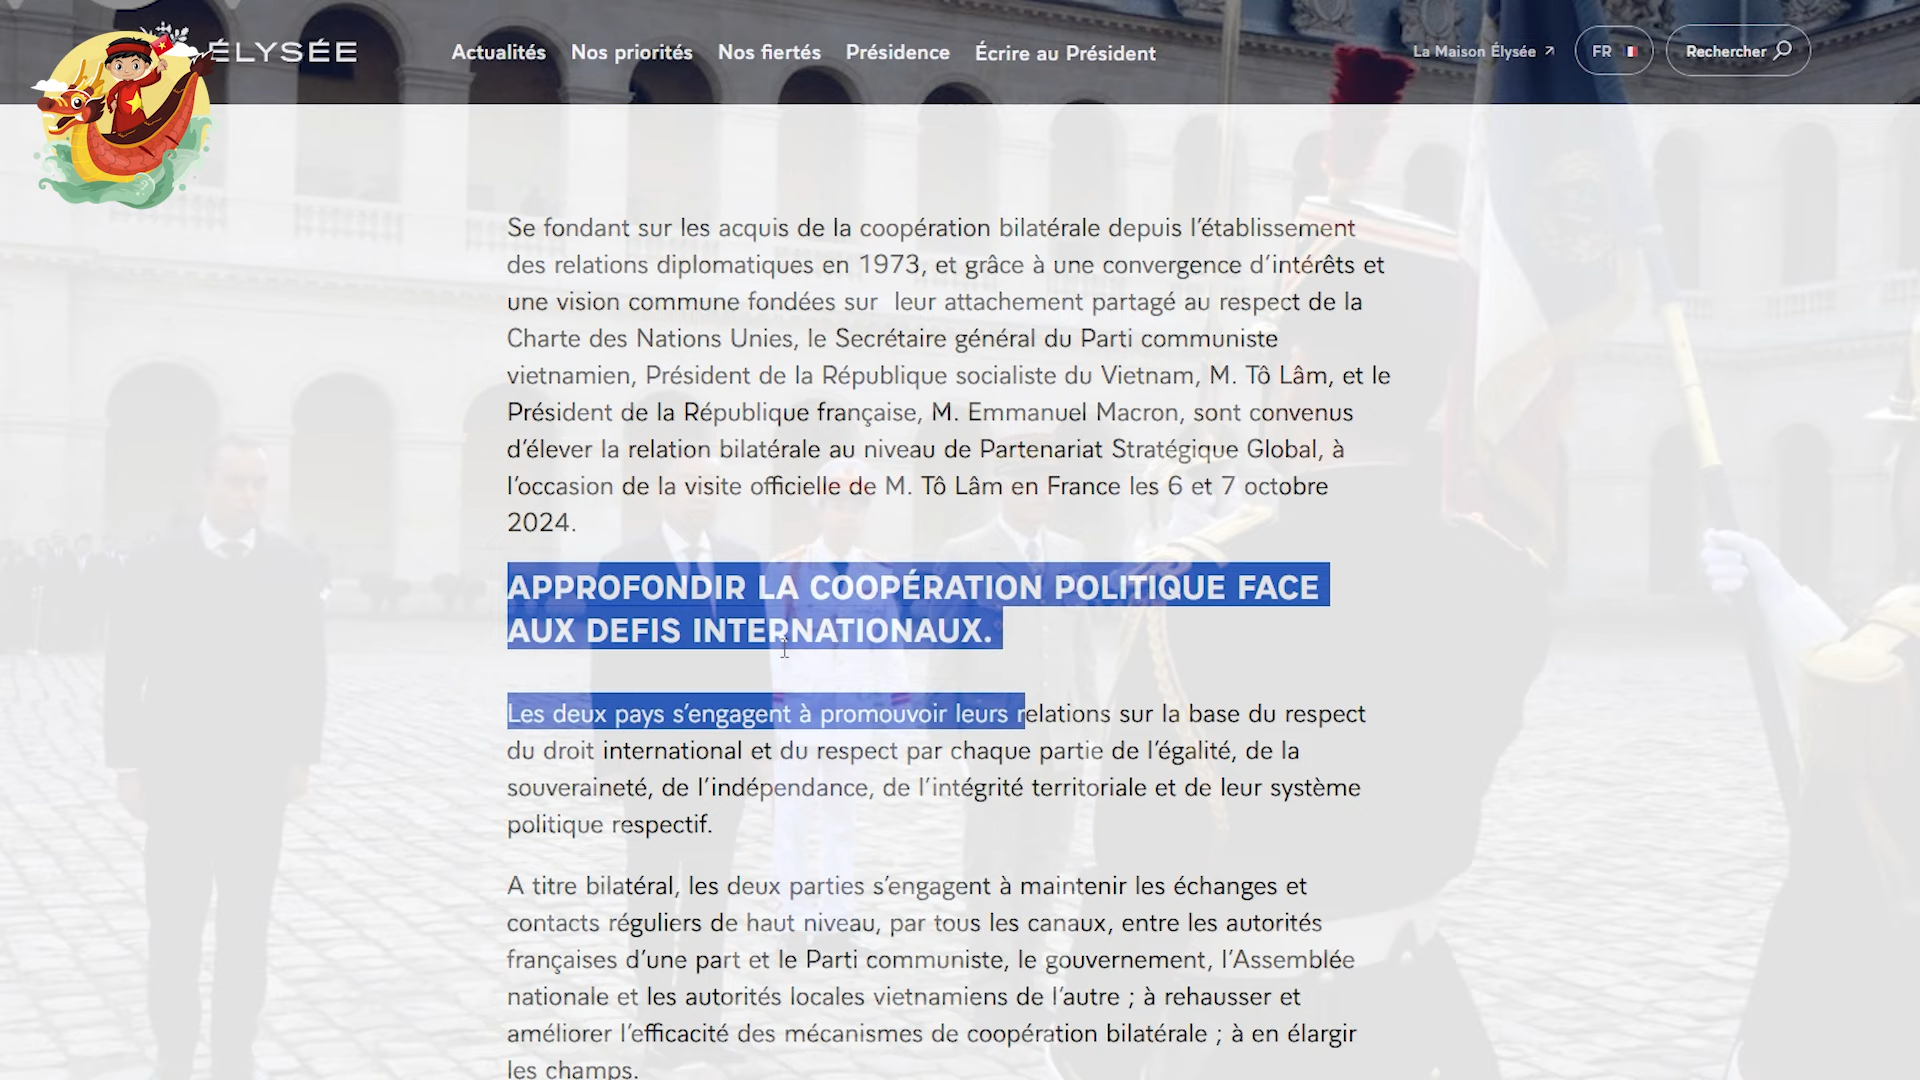 ÉLYSÉE
Actualités
Nos priorités
Nos fiertés
Présidence
Écrire au Président
La Maison Élysée
FR
Rechercher
Se fondant sur les acquis de la coopération bilatérale depuis l’établissement
des relations diplomatiques en 1973, et grâce à une convergence d’intérêts et
une vision commune fondées sur leur attachement partagé au respect de la
Charte des Nations Unies, le Secrétaire général du Parti communiste
vietnamien, Président de la République socialiste du Vietnam, M. Tô Lâm, et le
Président de la République française, M. Emmanuel Macron, sont convenus
d’élever la relation bilatérale au niveau de Partenariat Stratégique Global, à
l’occasion de la visite officielle de M. Tô Lâm en France les 6 et 7 octobre
2024.
APPROFONDIR LA COOPÉRATION POLITIQUE FACE
AUX DEFIS INTERNATIONAUX.
Les deux pays s’engagent à promouvoir leurs relations sur la base du respect
du droit international et du respect par chaque partie de l’égalité, de la
souveraineté, de l’indépendance, de l’intégrité territoriale et de leur système
politique respectif.
A titre bilatéral, les deux parties s’engagent à maintenir les échanges et
contacts réguliers de haut niveau, par tous les canaux, entre les autorités
françaises d’une part et le Parti communiste, le gouvernement, l’Assemblée
nationale et les autorités locales vietnamiens de l’autre ; à rehausser et
améliorer l’efficacité des mécanismes de coopération bilatérale ; à en élargir
les champs.